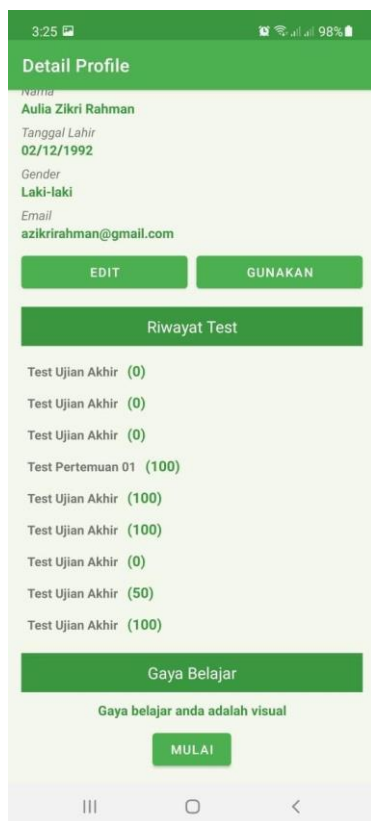 3:25 98%
Detail Profile
Nama
Aulia Zikri Rahman
Tanggal Lahir
02/12/1992
Gender
Laki-laki
Email
azikrirahman@gmail.com
EDIT GUNAKAN
Riwayat Test
Test Ujian Akhir (0)
Test Ujian Akhir (0)
Test Ujian Akhir (0)
Test Pertemuan 01 (100)
Test Ujian Akhir (100)
Test Ujian Akhir (100)
Test Ujian Akhir (0)
Test Ujian Akhir (50)
Test Ujian Akhir (100)
Gaya Belajar
Gaya belajar anda adalah visual
MULAI